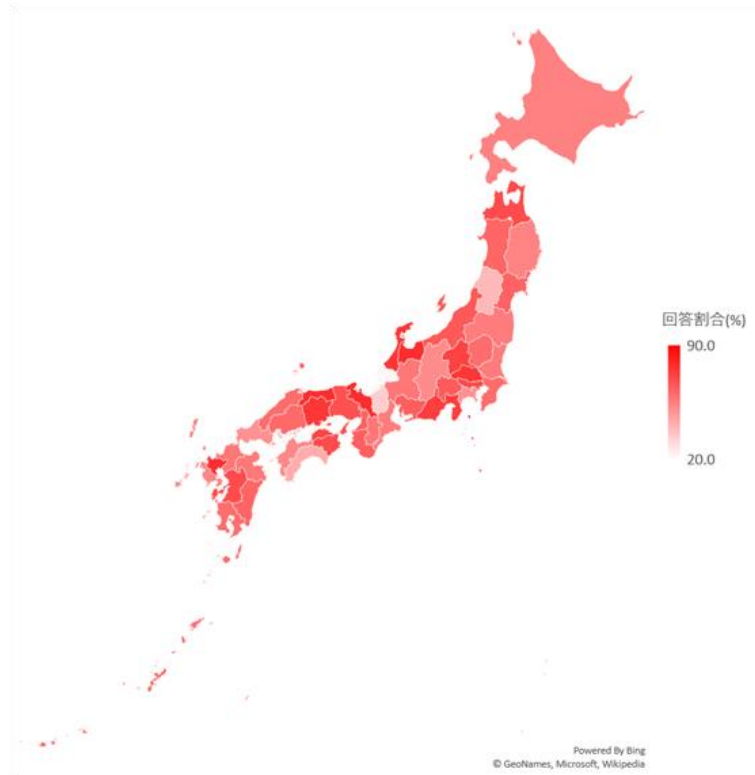 回答割合(%)
90.0
20.0
Powered By Bing
© GeoNames, Microsoft, Wikipedia